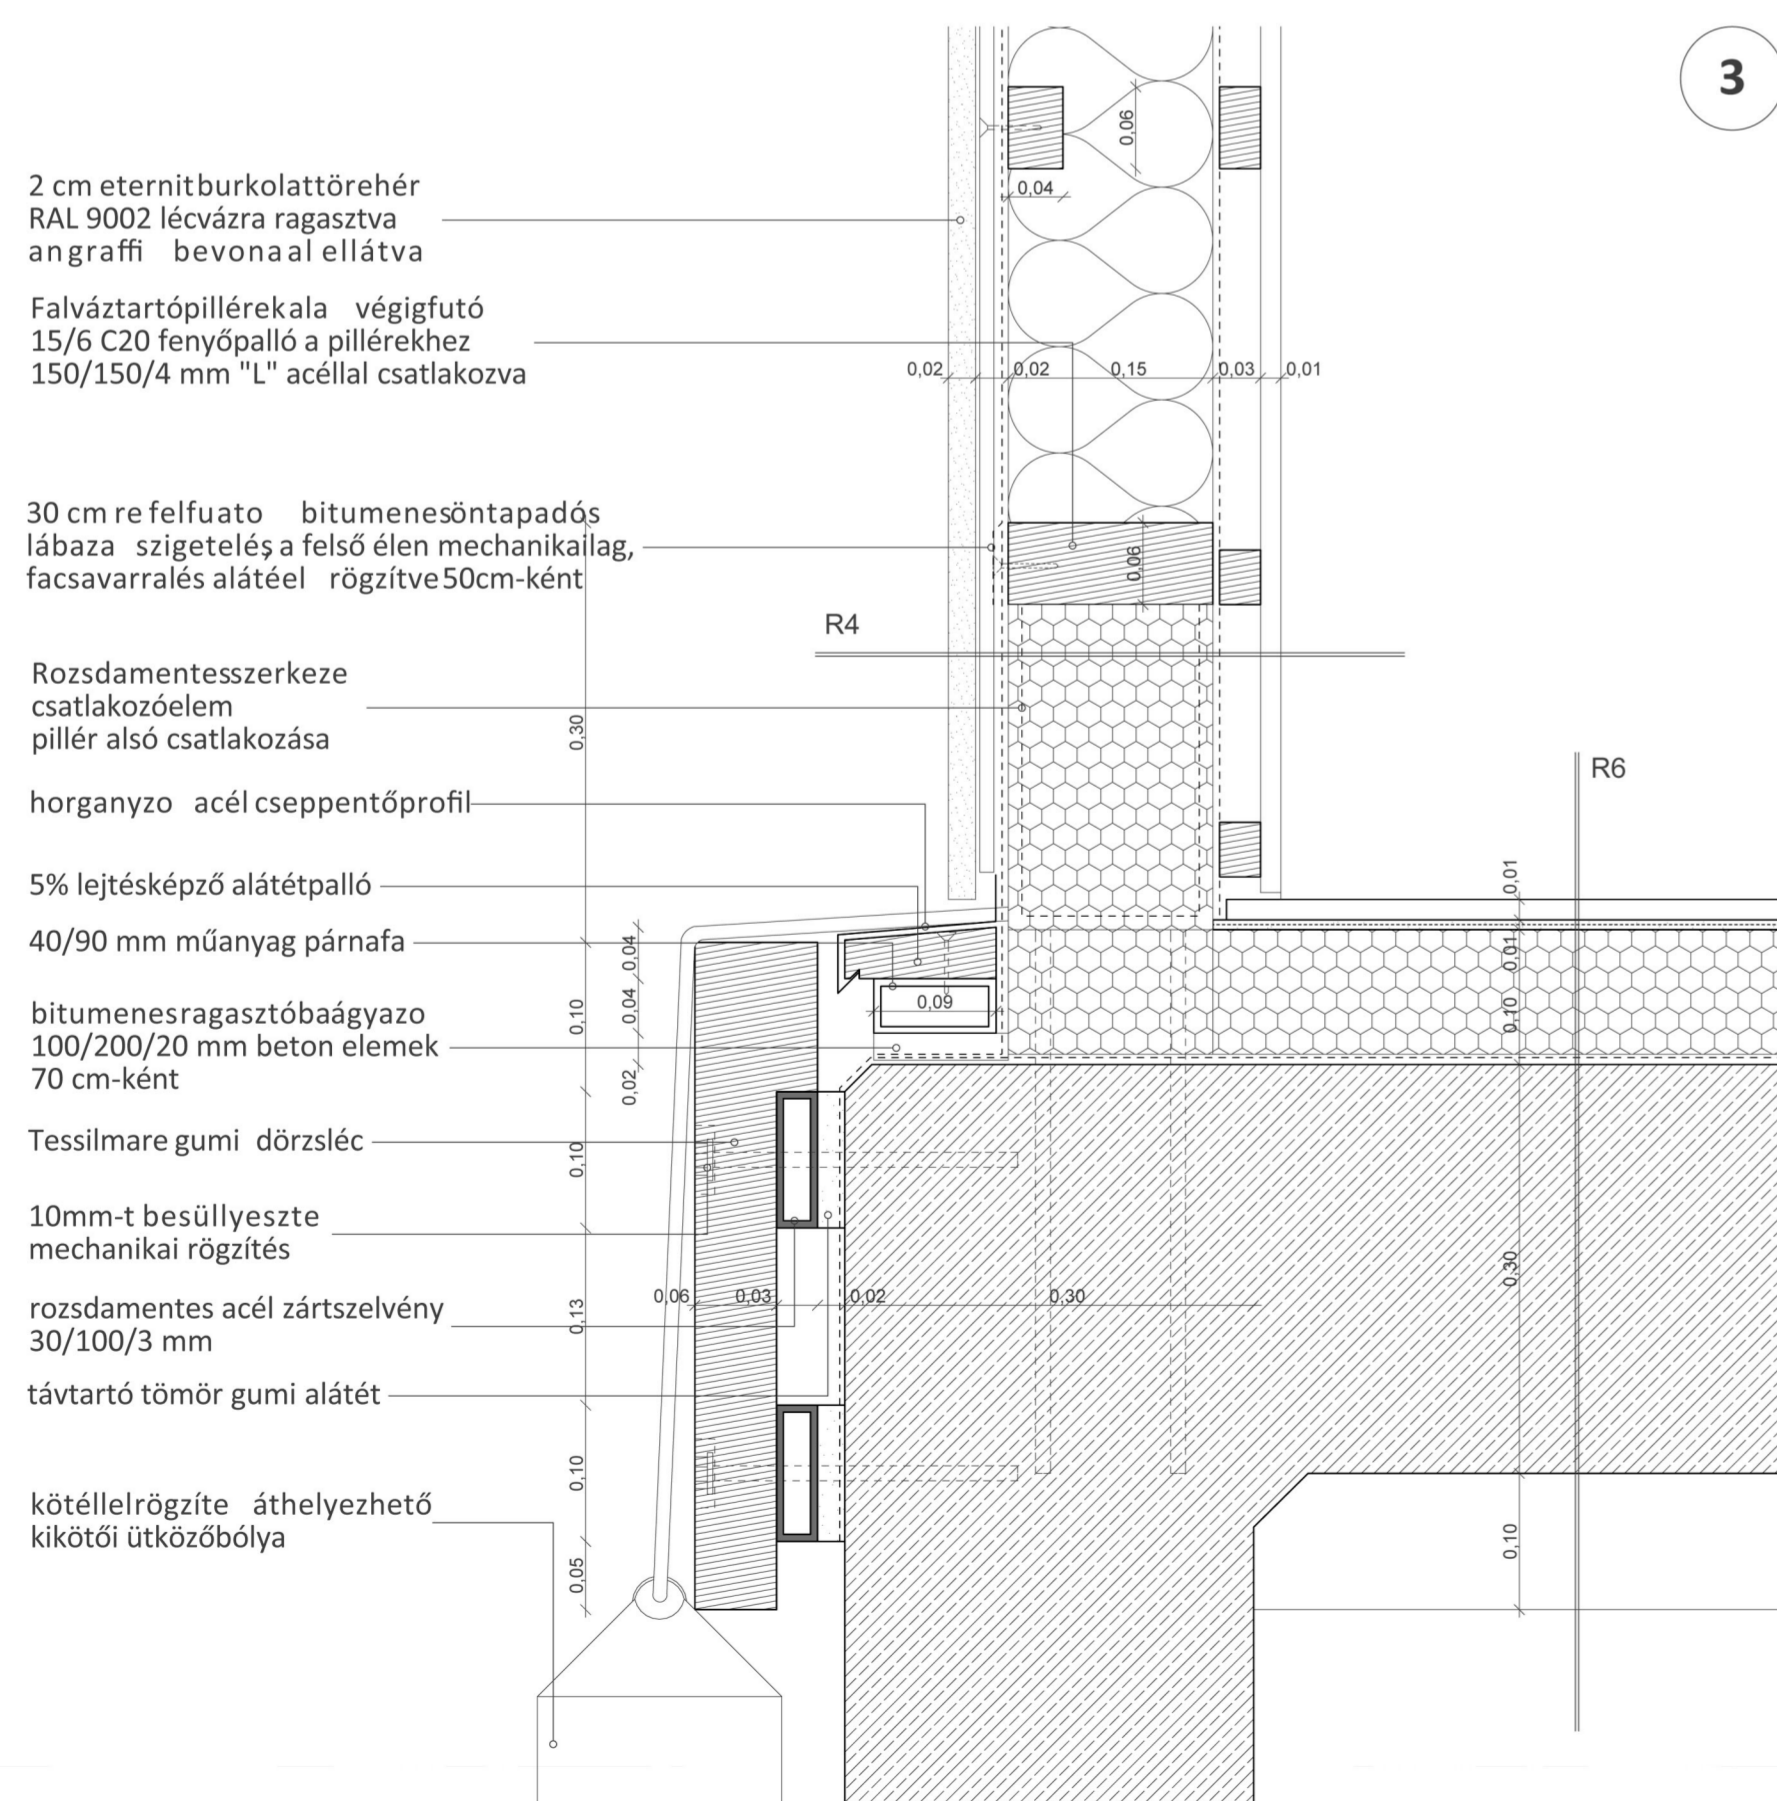 3
2 cm eternitburkolattörehér
RAL 9002 lécvázra ragasztva
angraffi bevonaal ellátva
Falváztartópillérekala végigfutó
15/6 C20 fenyőpalló a pillérekhez
150/150/4 mm "L" acéllal csatlakozva
30 cm re felfuato bitumenesöntapadós
lábaza szigetelés, a felső élen mechanikailag,
facsavarralés alátéel rögzítve 50cm-ként
Rozsdamentesszerkeze
csatlakozóelem
pillér alsó csatlakozása
horganyzo acél cseppentőprofil
5% lejtésképző alátétpalló
40/90 mm műanyag párnafa
bitumenesragasztóbaágyazo
100/200/20 mm beton elemek
70 cm-ként
Tessilmare gumi dörzsléc
10mm-t besüllyeszte
mechanikai rögzítés
rozsdamentes acél zártszelvény
30/100/3 mm
távtartó tömör gumi alátét
kötéllelrögzíte áthelyezhető
kikötői ütközőbólya
0,06
0,04
0,02
0,02
0,15
0,03
0,01
0,06
R4
R6
0,30
0,10
0,10
0,13
0,10
0,05
0,04
0,04
0,02
0,09
0,06
0,03
0,02
0,30
0,01
0,01
0,10
0,30
0,10